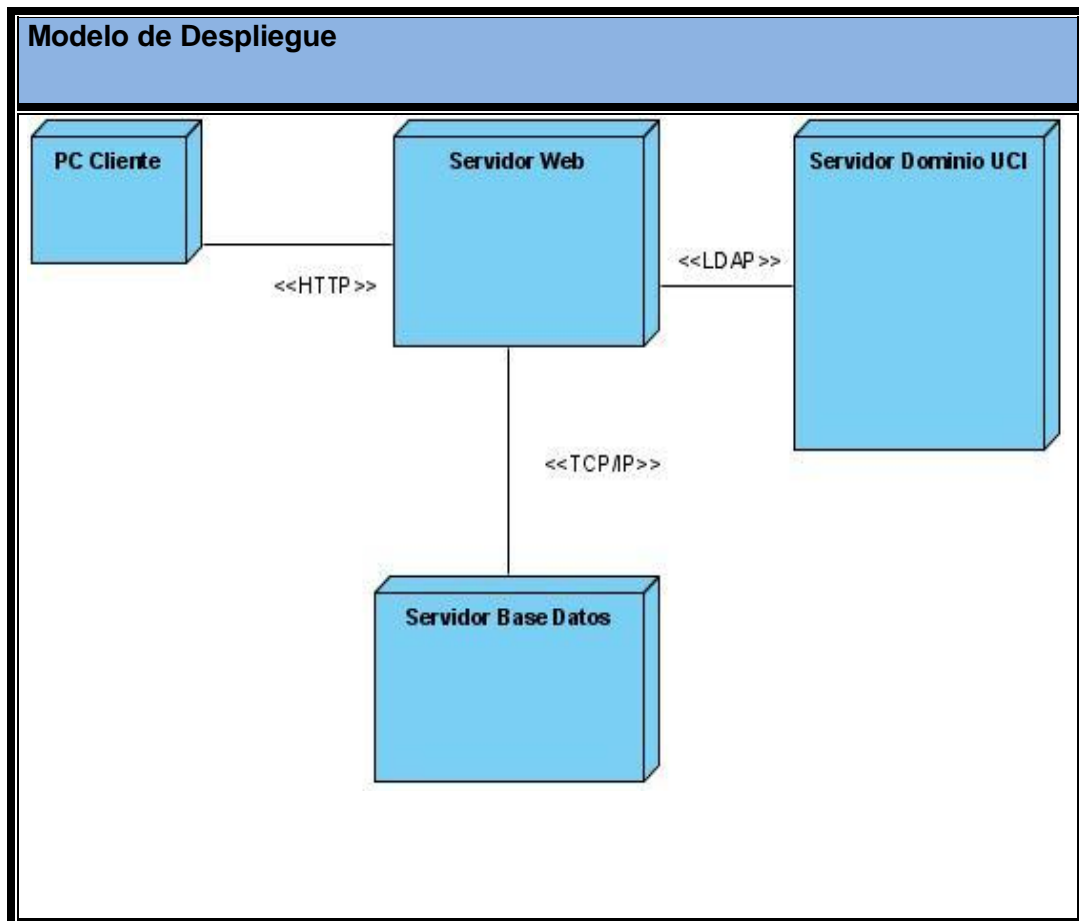 Modelo de Despliegue
PC Cliente
Servidor Web
Servidor Dominio UCI
<<LDAP>>
<<HTTP>>
<<TCP/IP>>
Servidor Base Datos